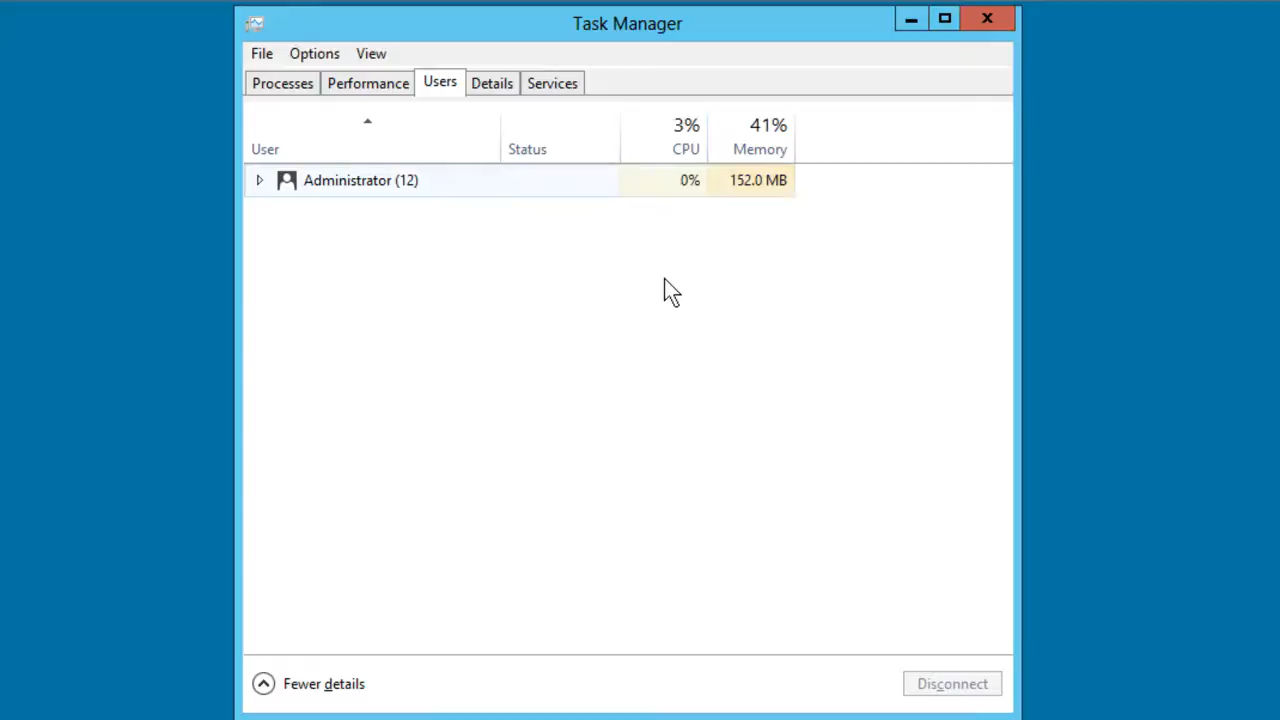 Task Manager
File Options View
Processes Performance Users Details Services
3% 41%
User Status CPU Memory
Administrator (12) 0% 152.0 MB
Fewer details Disconnect